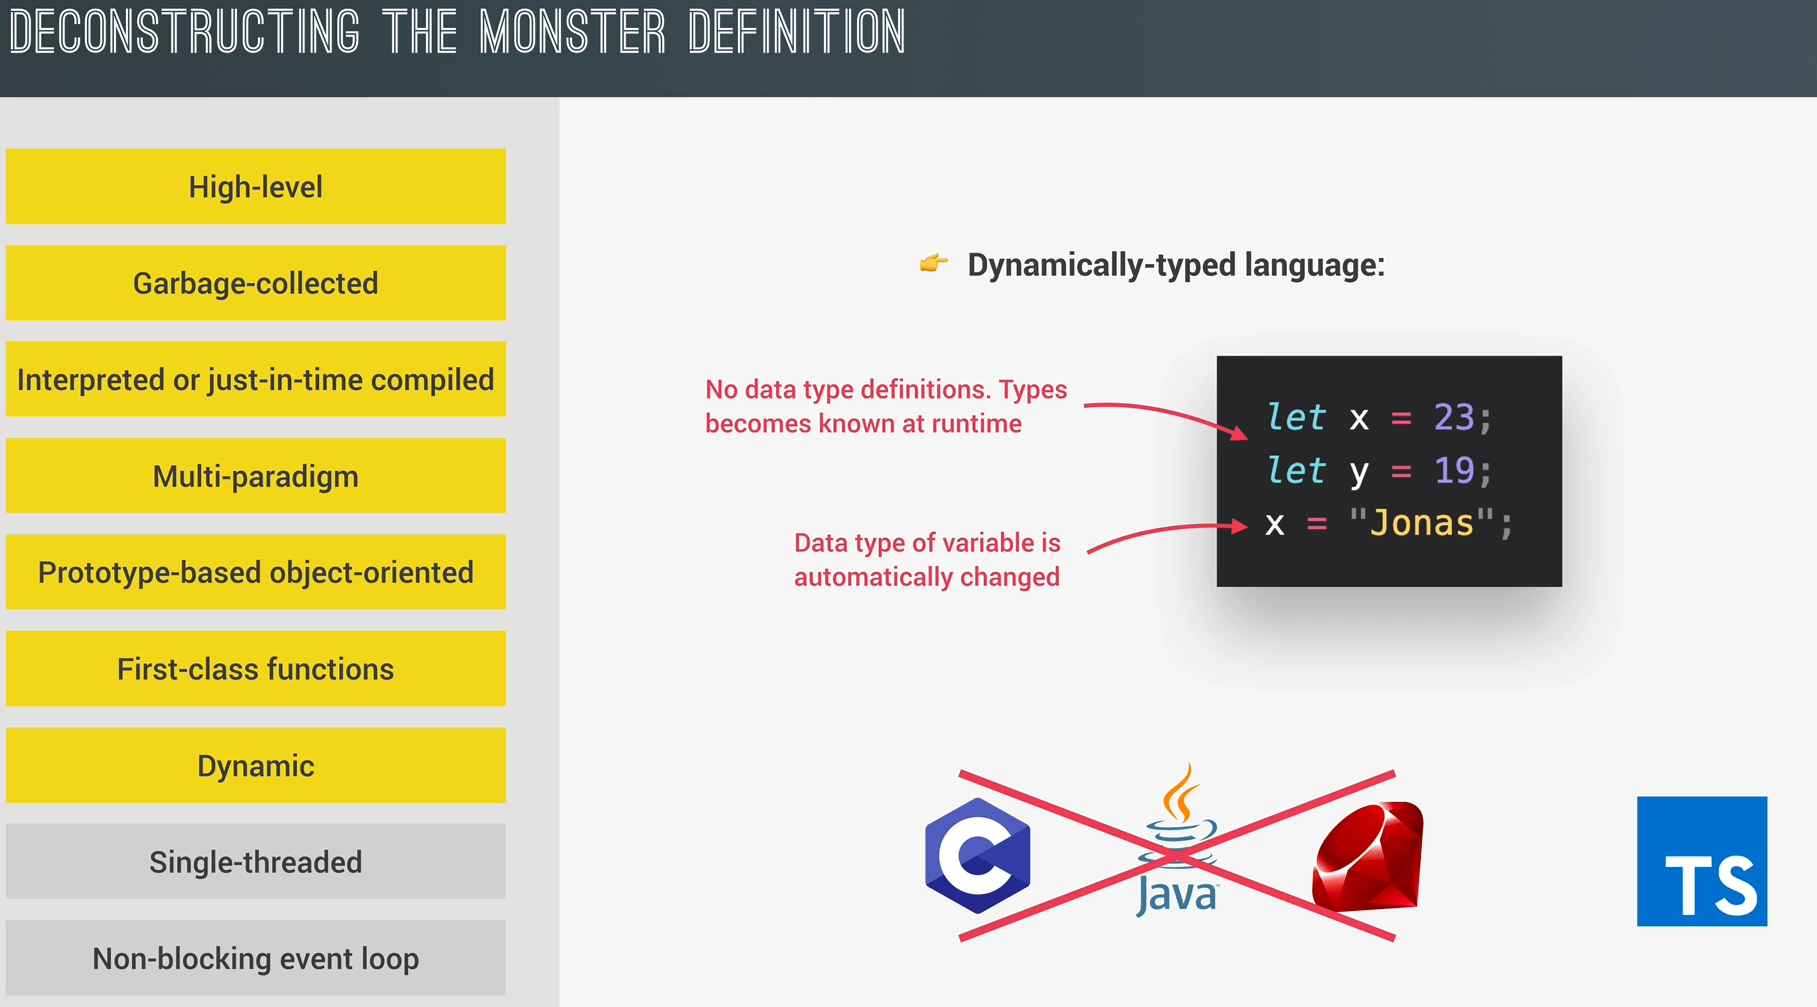 DECONSTRUCTING THE MONSTER DEFINITION
High-level
Garbage-collected
Interpreted or just-in-time compiled
Multi-paradigm
Prototype-based object-oriented
First-class functions
Dynamic
Single-threaded
Non-blocking event loop
👉 Dynamically-typed language:
No data type definitions. Types
becomes known at runtime
Data type of variable is
automatically changed
let x = 23;
let y = 19;
x = "Jonas";
C
Java™
TS